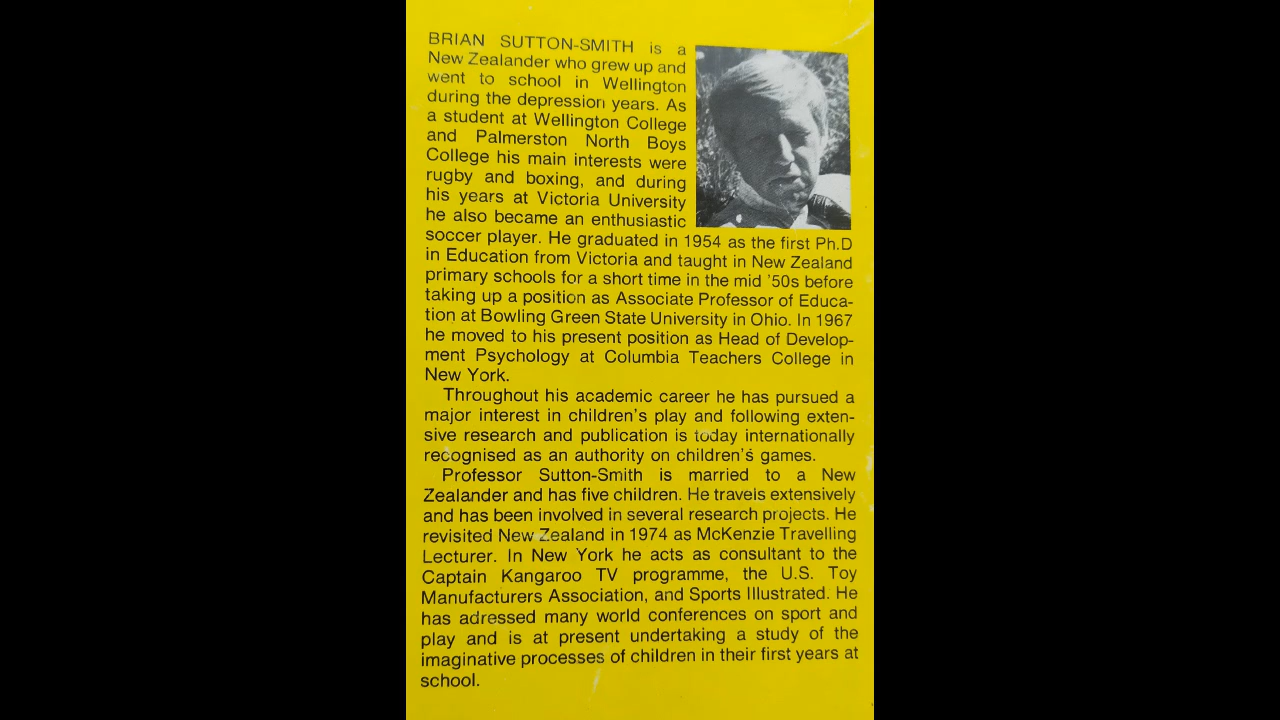 BRIAN SUTTON-SMITH is a
New Zealander who grew up and
went to school in Wellington
during the depression years. As
a student at Wellington College
and Palmerston North Boys
College his main interests were
rugby and boxing, and during
his years at Victoria University
he also became an enthusiastic
soccer player. He graduated in 1954 as the first Ph.D
in Education from Victoria and taught in New Zealand
primary schools for a short time in the mid '50s before
taking up a position as Associate Professor of Educa-
tion at Bowling Green State University in Ohio. In 1967
he moved to his present position as Head of Develop-
ment Psychology at Columbia Teachers College in
New York.
Throughout his academic career he has pursued a
major interest in children's play and following exten-
sive research and publication is today internationally
recognised as an authority on children's games.
Professor Sutton-Smith is married to a New
Zealander and has five children. He travels extensively
and has been involved in several research projects. He
revisited New Zealand in 1974 as McKenzie Travelling
Lecturer. In New York he acts as consultant to the
Captain Kangaroo TV programme, the U.S. Toy
Manufacturers Association, and Sports Illustrated. He
has adressed many world conferences on sport and
play and is at present undertaking a study of the
imaginative processes of children in their first years at
school.